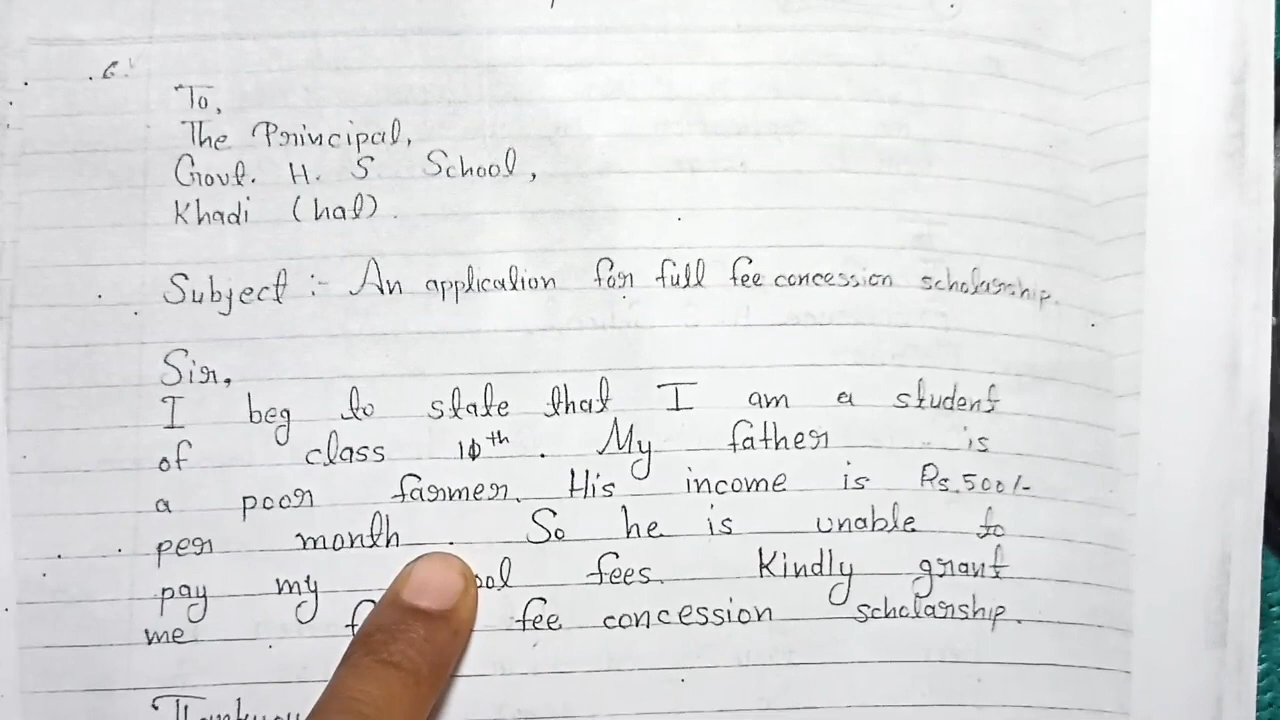 6.
To,
The Principal,
Govt. H. S. School,
Khadi (hal).
Subject :- An application for full fee concession scholarship.
Sir,
I beg to state that I am a student
of class 10th. My father is
a poor farmer. His income is Rs.500/-
per month. So he is unable to
pay my fees. Kindly grant
me fee concession scholarship.